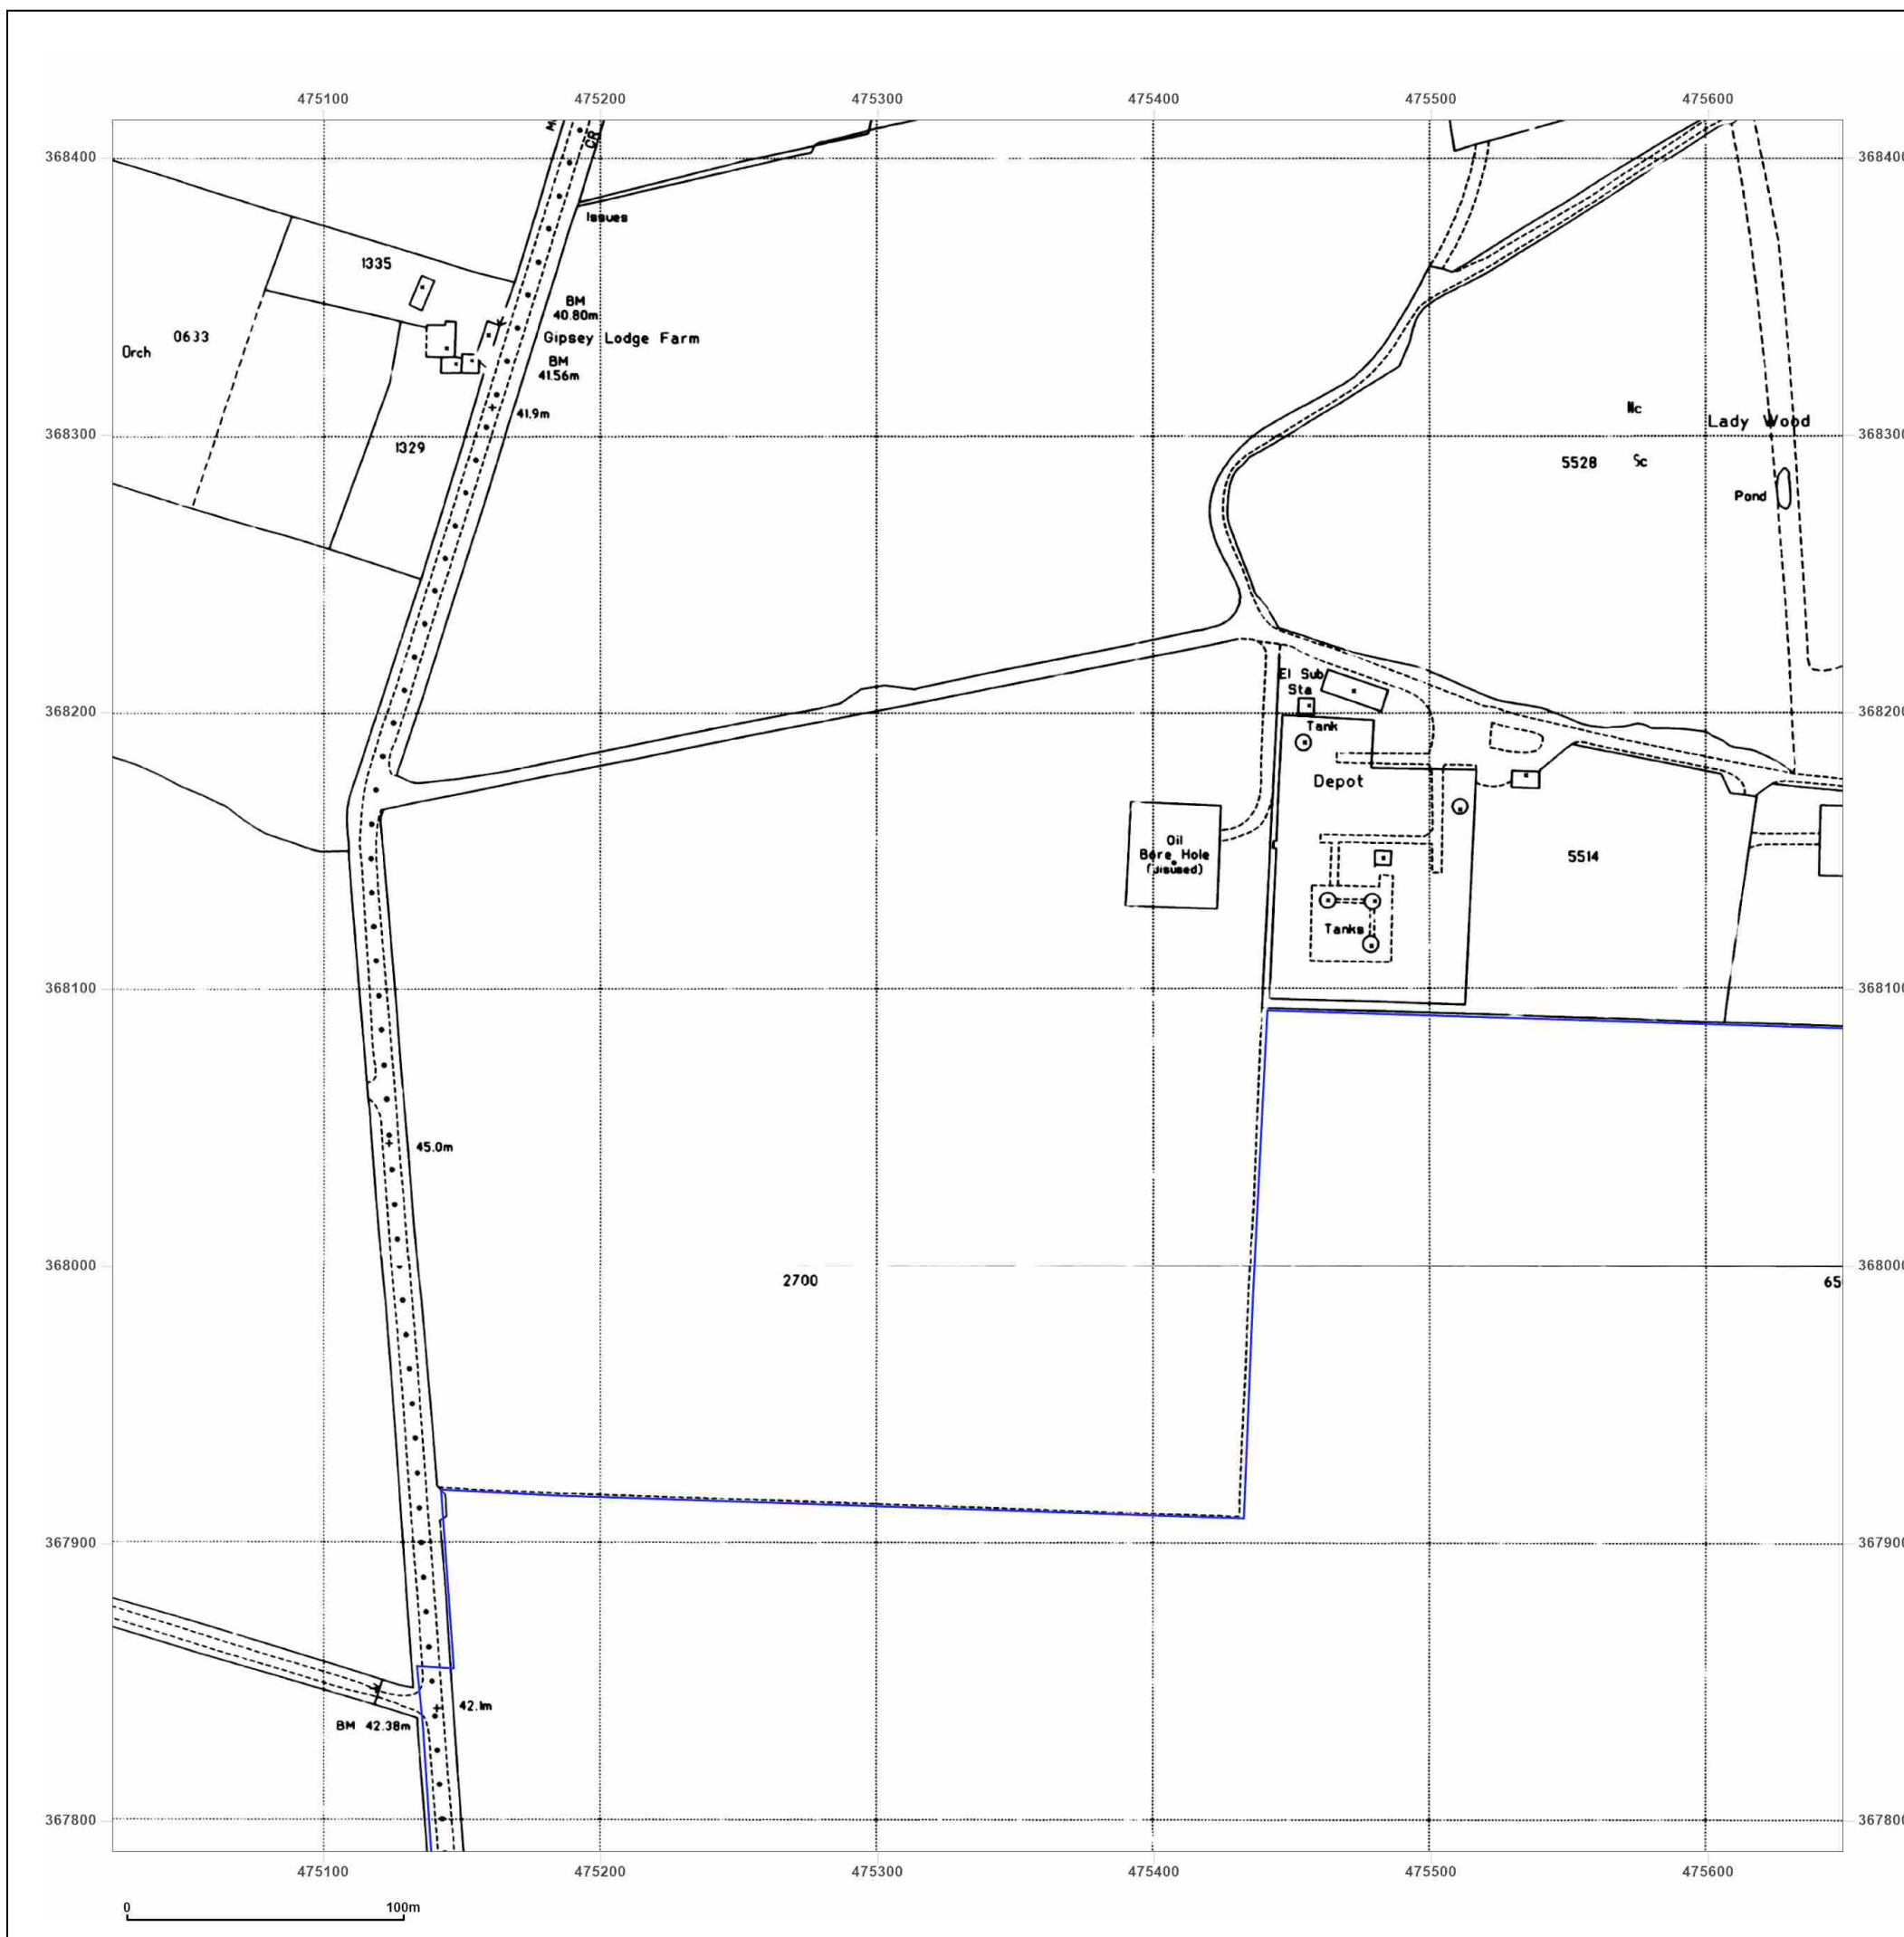 475100 475200 475300 475400 475500 475600
368400 368400
CR
Issues
1335
BM
40.80m
0633
Gipsey Lodge Farm
Orch
BM
41.56m
41.9m
Lady Wood
368300 368300
1329
5528 Sc
Pond
El Sub
Sta
368200 368200
Tank
Depot
Oil
Bore Hole
(disused)
5514
Tanks
368100 368100
45.0m
368000 368000
2700
65
367900 367900
42.1m
BM 42.38m
367800 367800
475100 475200 475300 475400 475500 475600
0 100m